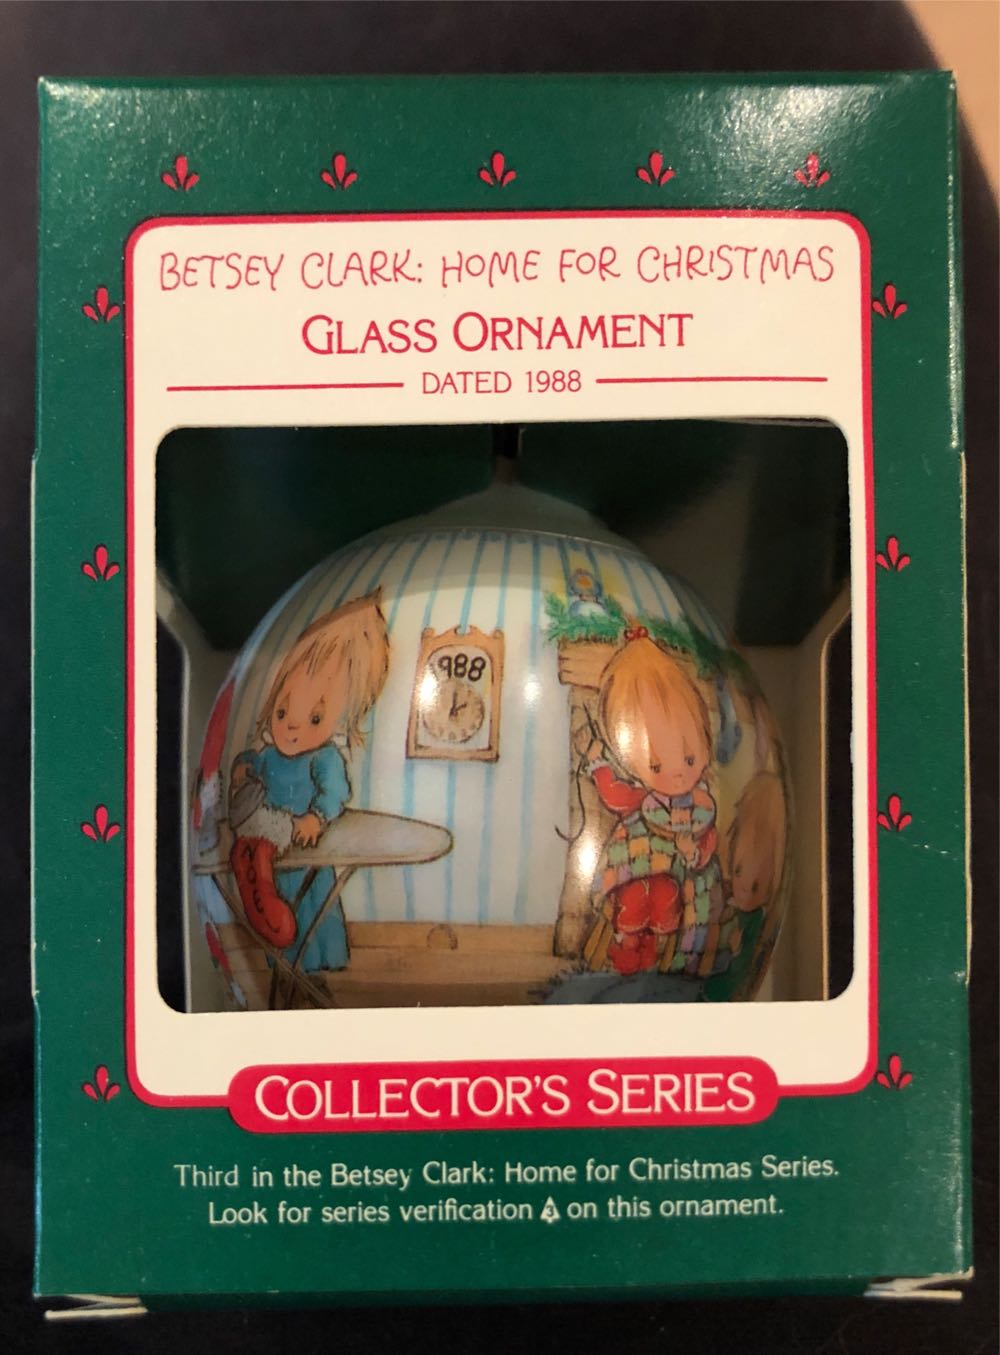 BETSEY CLARK: HOME FOR CHRISTMAS
GLASS ORNAMENT
DATED 1988
1988
NOEL
COLLECTOR'S SERIES
Third in the Betsey Clark: Home for Christmas Series.
Look for series verification 3 on this ornament.